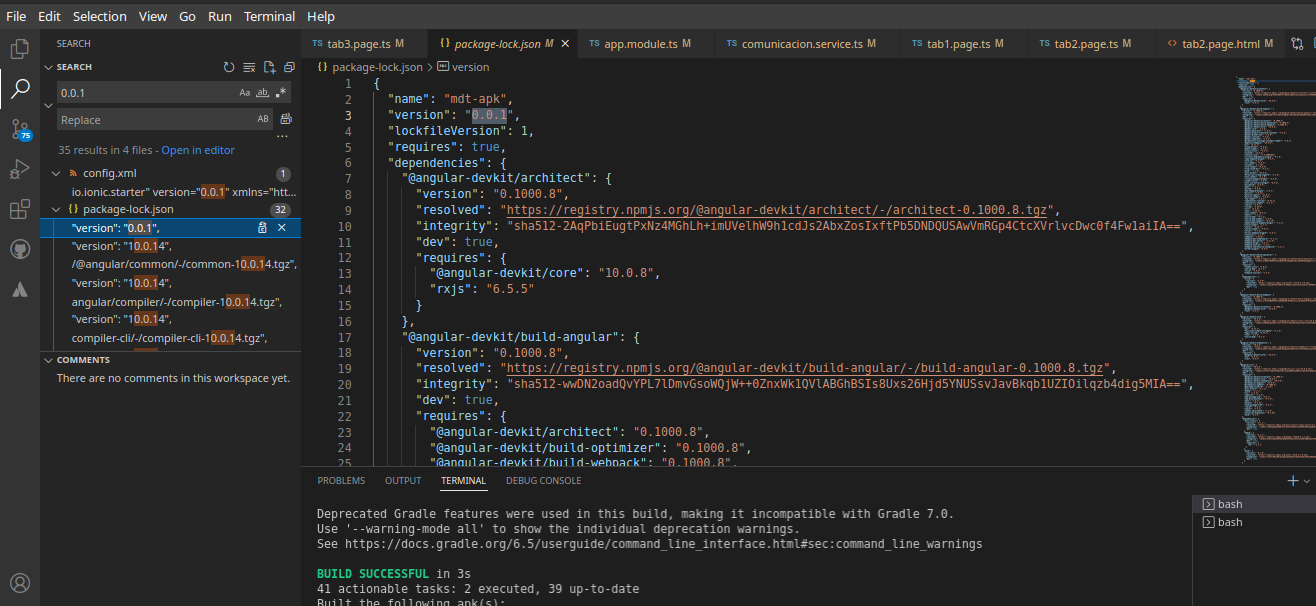 File Edit Selection View Go Run Terminal Help
SEARCH
SEARCH
0.0.1
Aa ab .*
Replace
AB
...
75
35 results in 4 files - Open in editor
config.xml 1
io.ionic.starter" version="0.0.1" xmlns="htt...
package-lock.json 32
"version": "0.0.1",
"version": "10.0.14",
/@angular/common/-/common-10.0.14.tgz",
"version": "10.0.14",
angular/compiler/-/compiler-10.0.14.tgz",
"version": "10.0.14",
compiler-cli/-/compiler-cli-10.0.14.tgz",
COMMENTS
There are no comments in this workspace yet.
TS tab3.page.ts M {} package-lock.json M TS app.module.ts M TS comunicacion.service.ts M TS tab1.page.ts M TS tab2.page.ts M <> tab2.page.html M
{} package-lock.json > abc version
1 {
2 "name": "mdt-apk",
3 "version": "0.0.1",
4 "lockfileVersion": 1,
5 "requires": true,
6 "dependencies": {
7 "@angular-devkit/architect": {
8 "version": "0.1000.8",
9 "resolved": "https://registry.npmjs.org/@angular-devkit/architect/-/architect-0.1000.8.tgz",
10 "integrity": "sha512-2AqPbiEugtPxNz4MGhLh+imUVelhW9h1cdJs2AbxZosIxftPb5DNDQUSAwVmRGp4CtcXVrlvcDwc0f4Fw1aiIA==",
11 "dev": true,
12 "requires": {
13 "@angular-devkit/core": "10.0.8",
14 "rxjs": "6.5.5"
15 }
16 },
17 "@angular-devkit/build-angular": {
18 "version": "0.1000.8",
19 "resolved": "https://registry.npmjs.org/@angular-devkit/build-angular/-/build-angular-0.1000.8.tgz",
20 "integrity": "sha512-wwDN2oadQvYPL7lDmvGsoWQjW++0ZnxWk1QVlABGhBSIs8Uxs26Hjd5YNUSsvJavBkqb1UZIOilqzb4dig5MIA==",
21 "dev": true,
22 "requires": {
23 "@angular-devkit/architect": "0.1000.8",
24 "@angular-devkit/build-optimizer": "0.1000.8",
25 "@angular-devkit/build-webpack": "0.1000.8",
PROBLEMS OUTPUT TERMINAL DEBUG CONSOLE
Deprecated Gradle features were used in this build, making it incompatible with Gradle 7.0.
Use '--warning-mode all' to show the individual deprecation warnings.
See https://docs.gradle.org/6.5/userguide/command_line_interface.html#sec:command_line_warnings
BUILD SUCCESSFUL in 3s
41 actionable tasks: 2 executed, 39 up-to-date
Built the following apk(s):
bash
bash